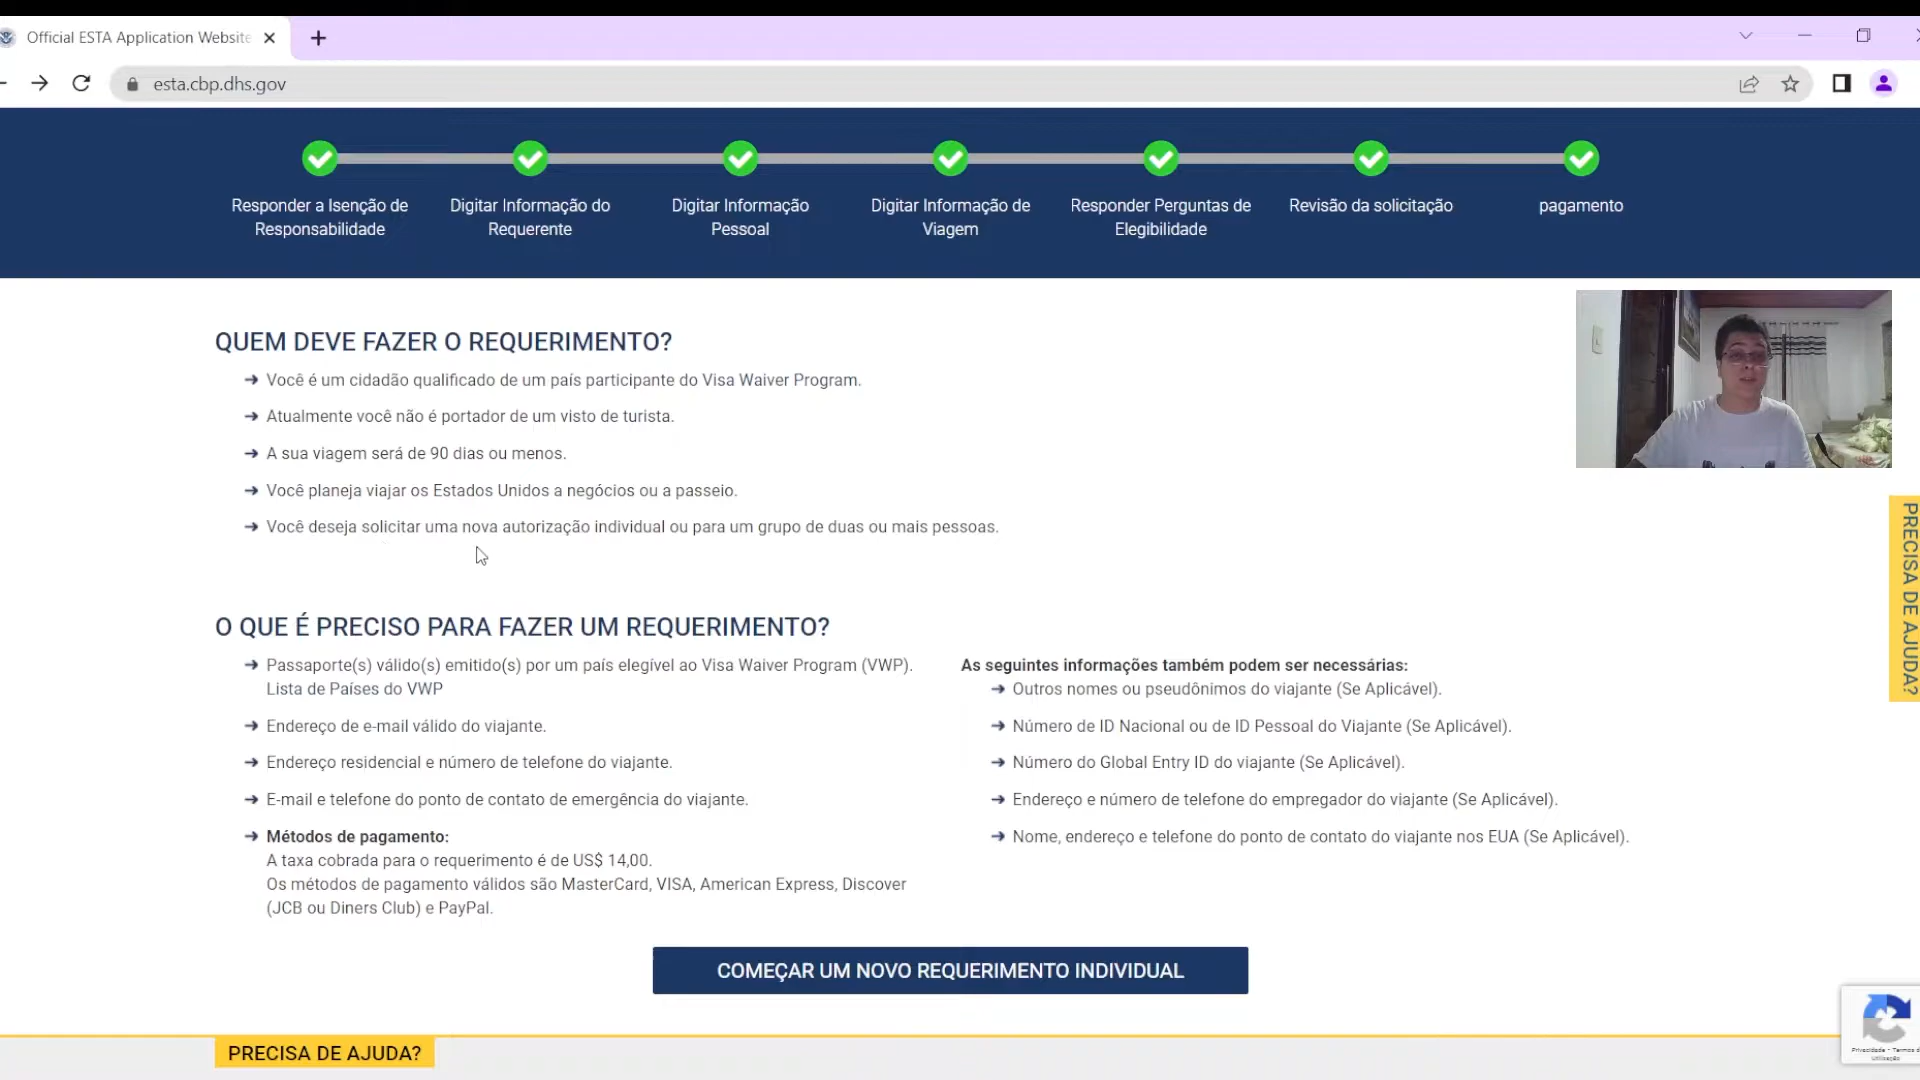 Official ESTA Application Website
esta.cbp.dhs.gov
Responder a Isenção de
Responsabilidade
Digitar Informação do
Requerente
Digitar Informação
Pessoal
Digitar Informação de
Viagem
Responder Perguntas de
Elegibilidade
Revisão da solicitação
pagamento
QUEM DEVE FAZER O REQUERIMENTO?
Você é um cidadão qualificado de um país participante do Visa Waiver Program.
Atualmente você não é portador de um visto de turista.
A sua viagem será de 90 dias ou menos.
Você planeja viajar os Estados Unidos a negócios ou a passeio.
Você deseja solicitar uma nova autorização individual ou para um grupo de duas ou mais pessoas.
PRECISA DE AJUDA?
O QUE É PRECISO PARA FAZER UM REQUERIMENTO?
Passaporte(s) válido(s) emitido(s) por um país elegível ao Visa Waiver Program (VWP).
Lista de Países do VWP
Endereço de e-mail válido do viajante.
Endereço residencial e número de telefone do viajante.
E-mail e telefone do ponto de contato de emergência do viajante.
Métodos de pagamento:
A taxa cobrada para o requerimento é de US$ 14,00.
Os métodos de pagamento válidos são MasterCard, VISA, American Express, Discover
(JCB ou Diners Club) e PayPal.
As seguintes informações também podem ser necessárias:
Outros nomes ou pseudônimos do viajante (Se Aplicável).
Número de ID Nacional ou de ID Pessoal do Viajante (Se Aplicável).
Número do Global Entry ID do viajante (Se Aplicável).
Endereço e número de telefone do empregador do viajante (Se Aplicável).
Nome, endereço e telefone do ponto de contato do viajante nos EUA (Se Aplicável).
COMEÇAR UM NOVO REQUERIMENTO INDIVIDUAL
PRECISA DE AJUDA?
Privacidade - Termos d
Utilização